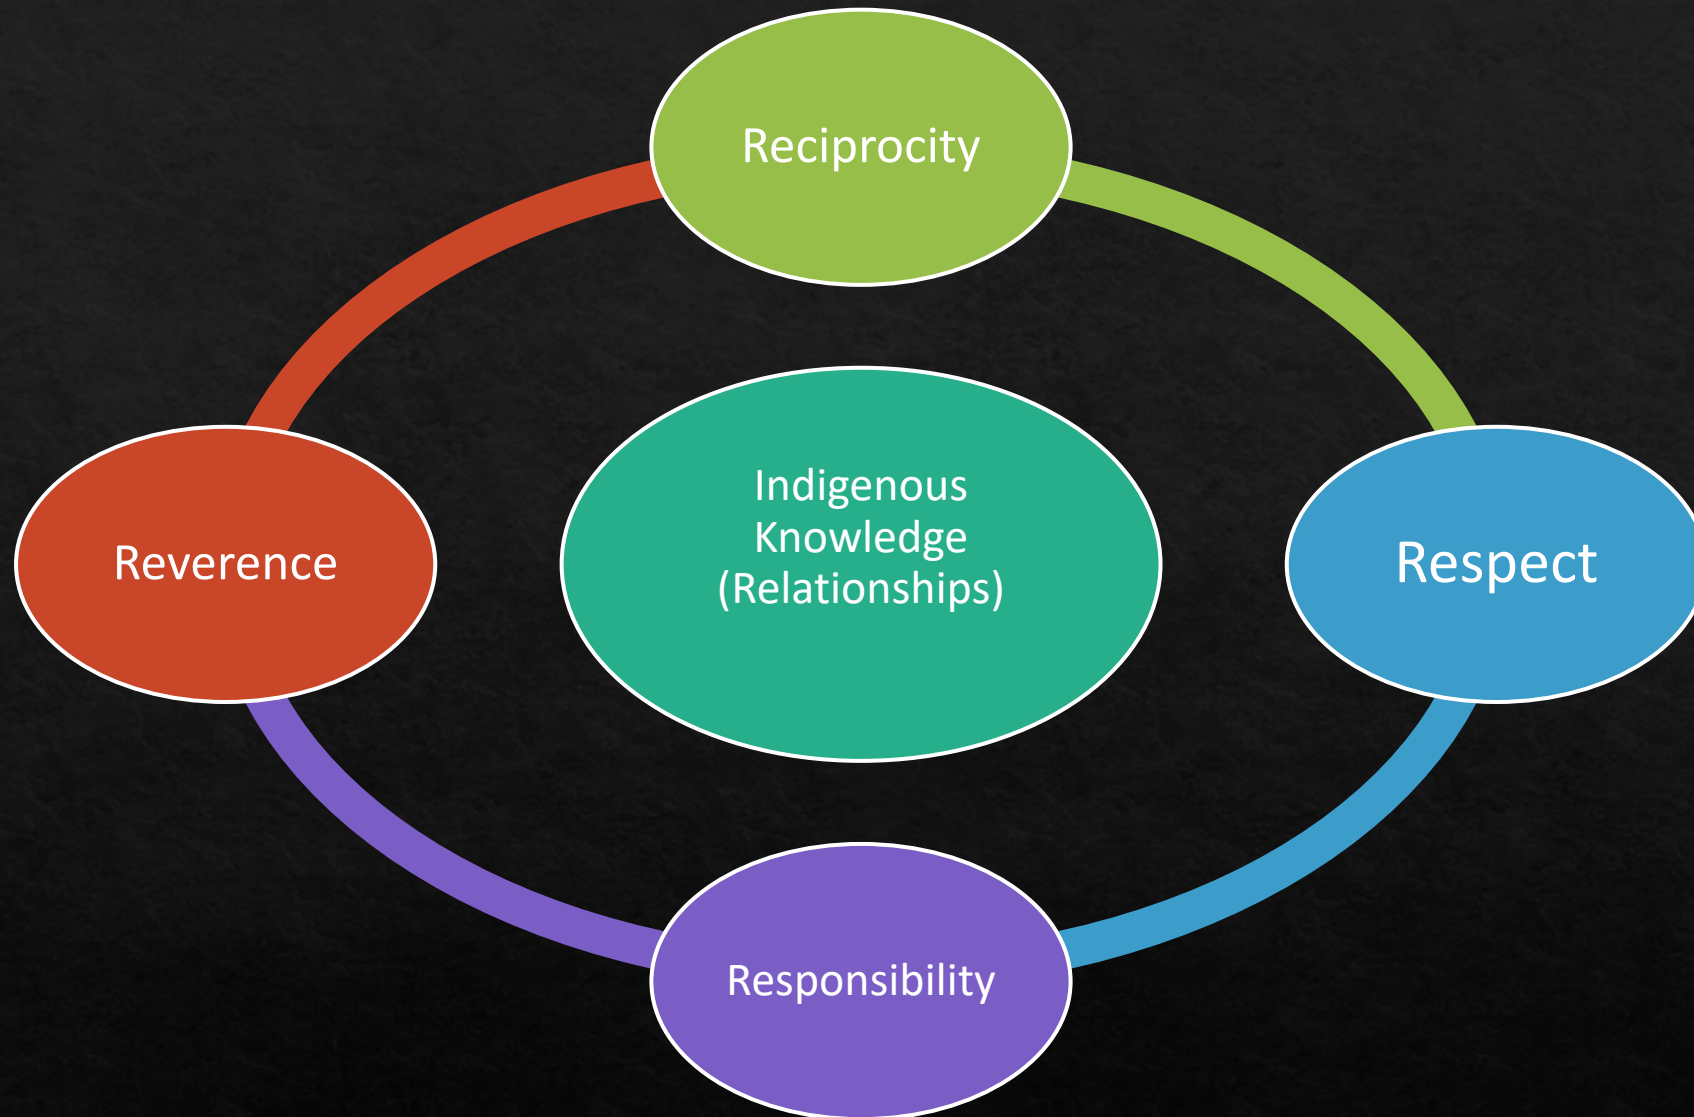 Reciprocity
Reverence
Indigenous
Knowledge
(Relationships)
Respect
Responsibility